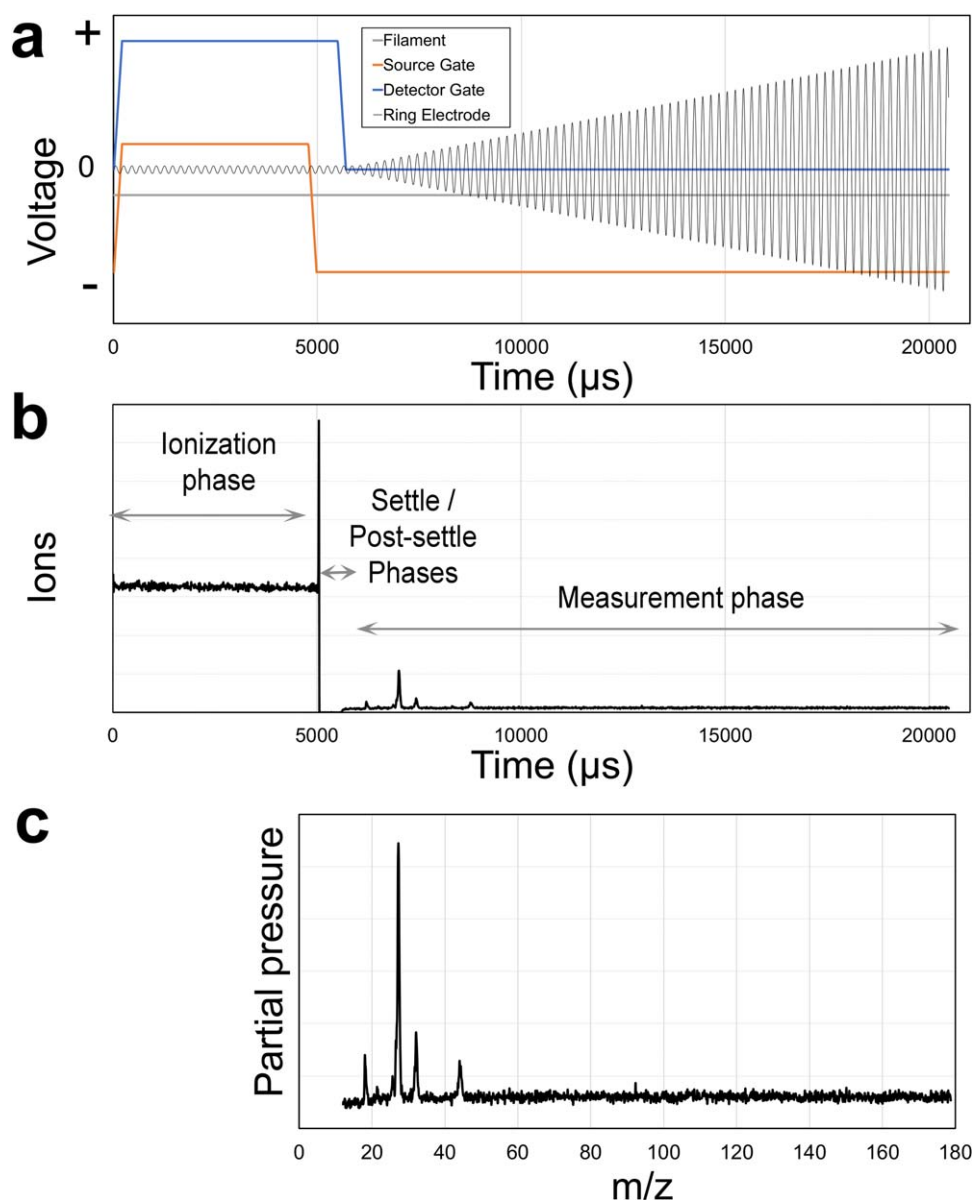 a
+
0
-
Voltage
Filament
Source Gate
Detector Gate
Ring Electrode
0 5000 10000 15000 20000
Time (µs)
b
Ions
Ionization
phase
Settle /
Post-settle
Phases
Measurement phase
0 5000 10000 15000 20000
Time (µs)
c
Partial pressure
0 20 40 60 80 100 120 140 160 180
m/z